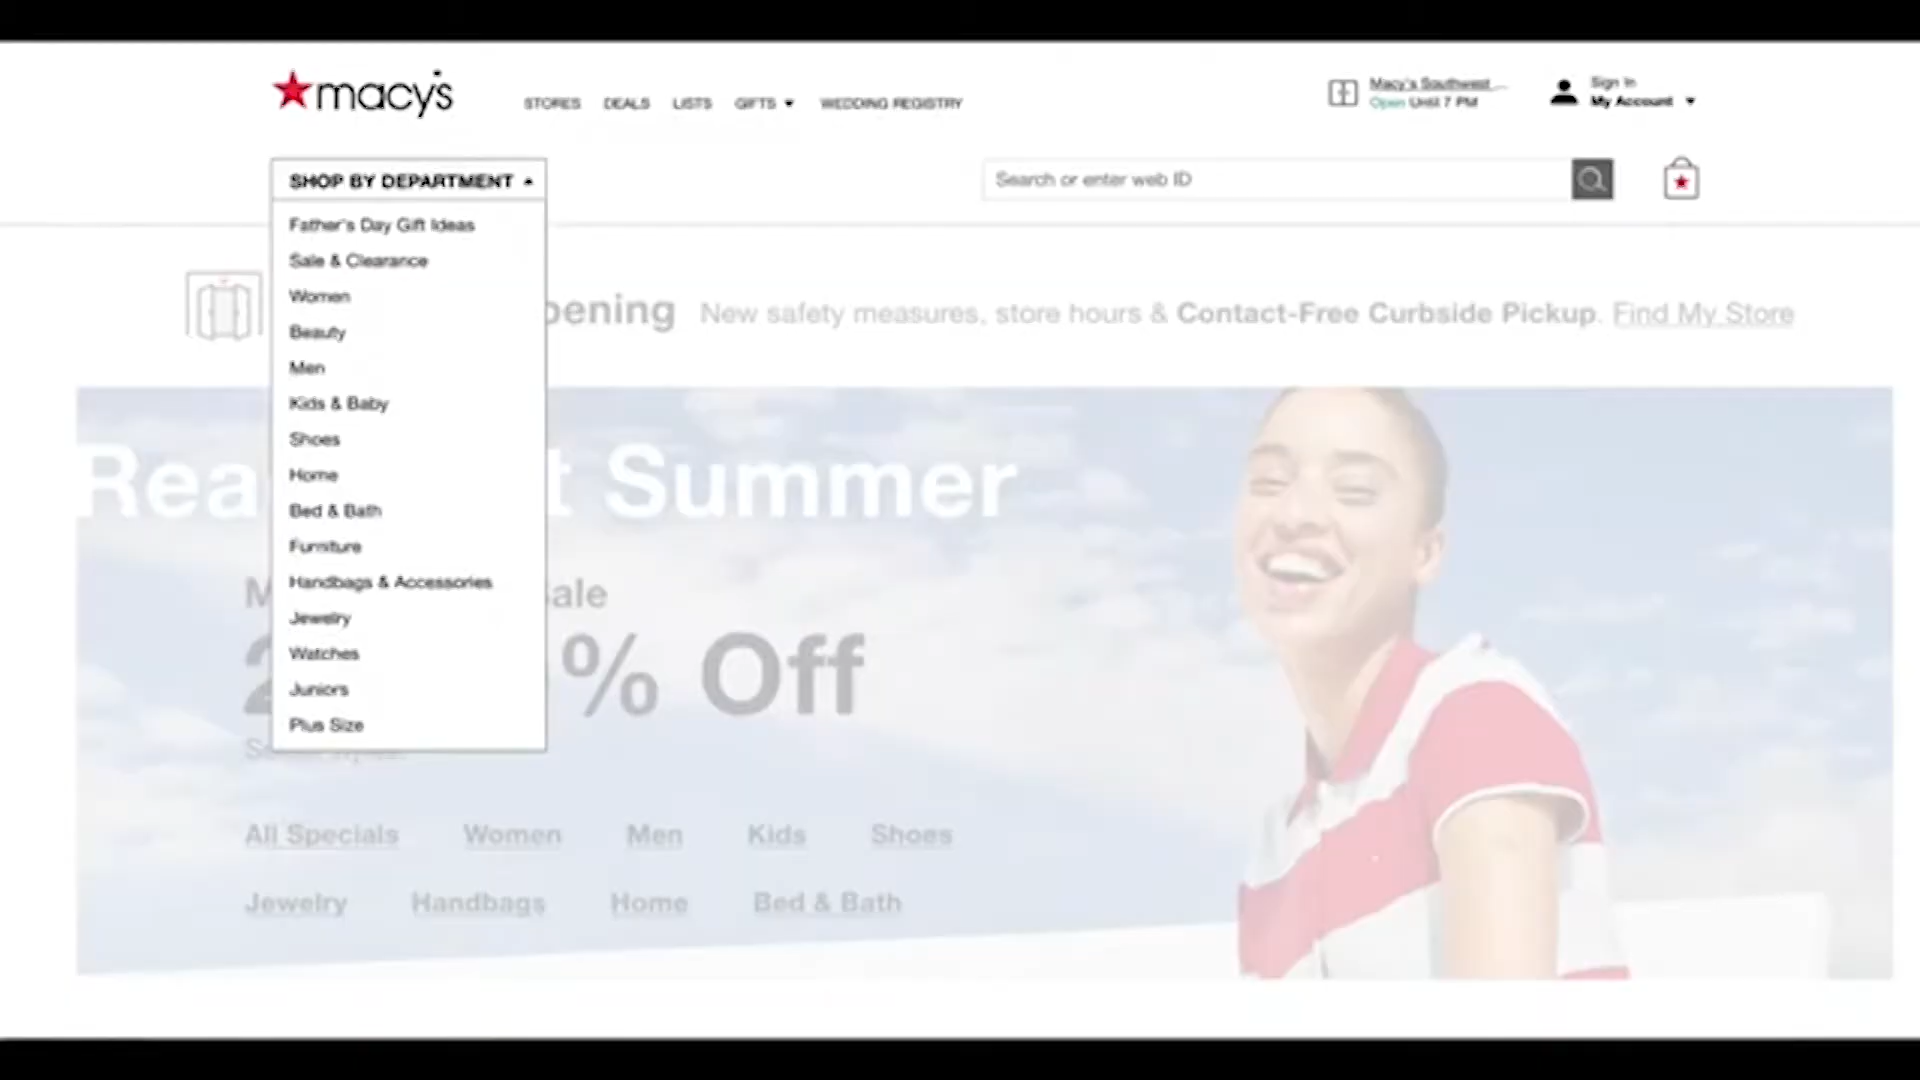 macy's
STORES DEALS LISTS GIFTS WEDDING REGISTRY
Macy's Southwest
Open Until 7 PM
Sign In
My Account
SHOP BY DEPARTMENT
Search or enter web ID
Father's Day Gift Ideas
Sale & Clearance
Women
Beauty
Men
Kids & Baby
Shoes
Home
Bed & Bath
Furniture
Handbags & Accessories
Jewelry
Watches
Juniors
Plus Size
New safety measures, store hours & Contact-Free Curbside Pickup. Find My Store
Summer
% Off
All Specials Women Men Kids Shoes
Jewelry Handbags Home Bed & Bath